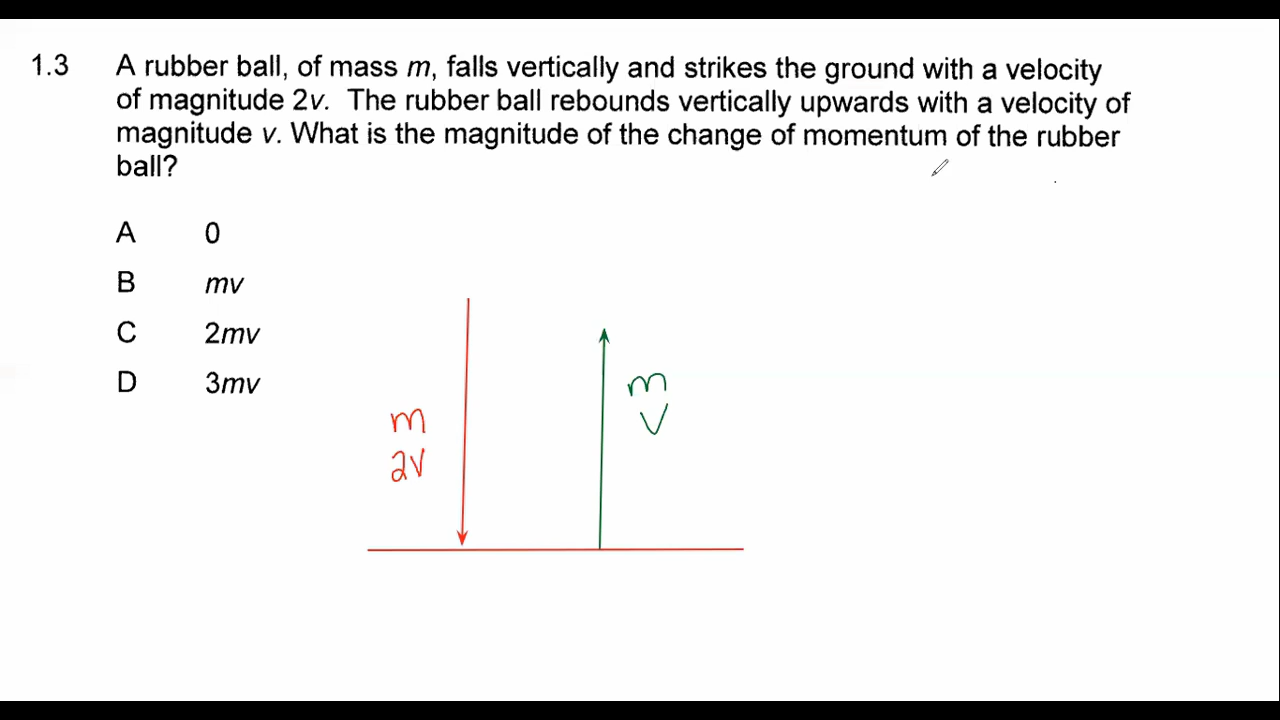 1.3 A rubber ball, of mass m, falls vertically and strikes the ground with a velocity
of magnitude 2v. The rubber ball rebounds vertically upwards with a velocity of
magnitude v. What is the magnitude of the change of momentum of the rubber
ball?
A 0
B mv
C 2mv
D 3mv
m
2v
m
v